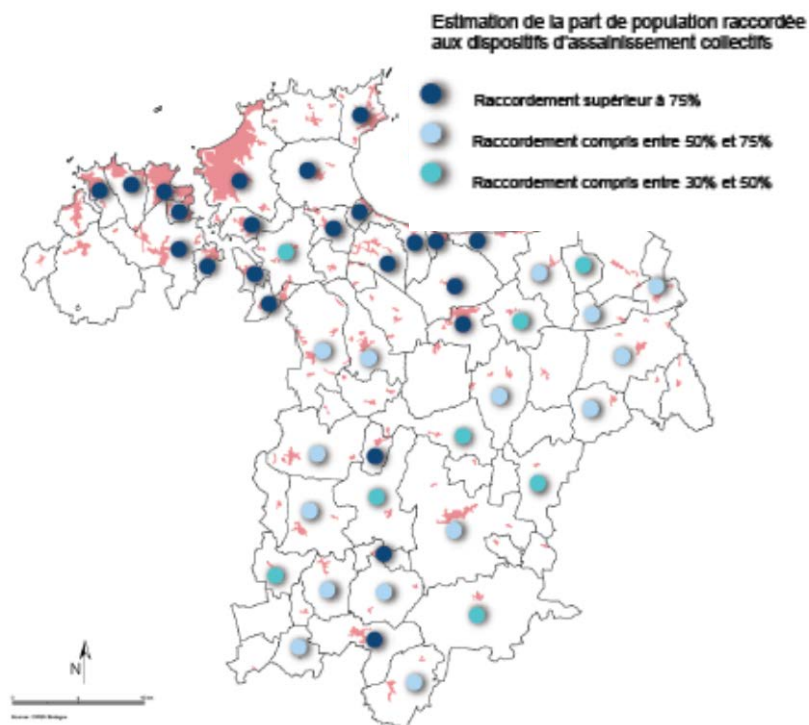 Estimation de la part de population raccordée
aux dispositifs d'assainissement collectifs
Raccordement supérieur à 75%
Raccordement compris entre 50% et 75%
Raccordement compris entre 30% et 50%
N